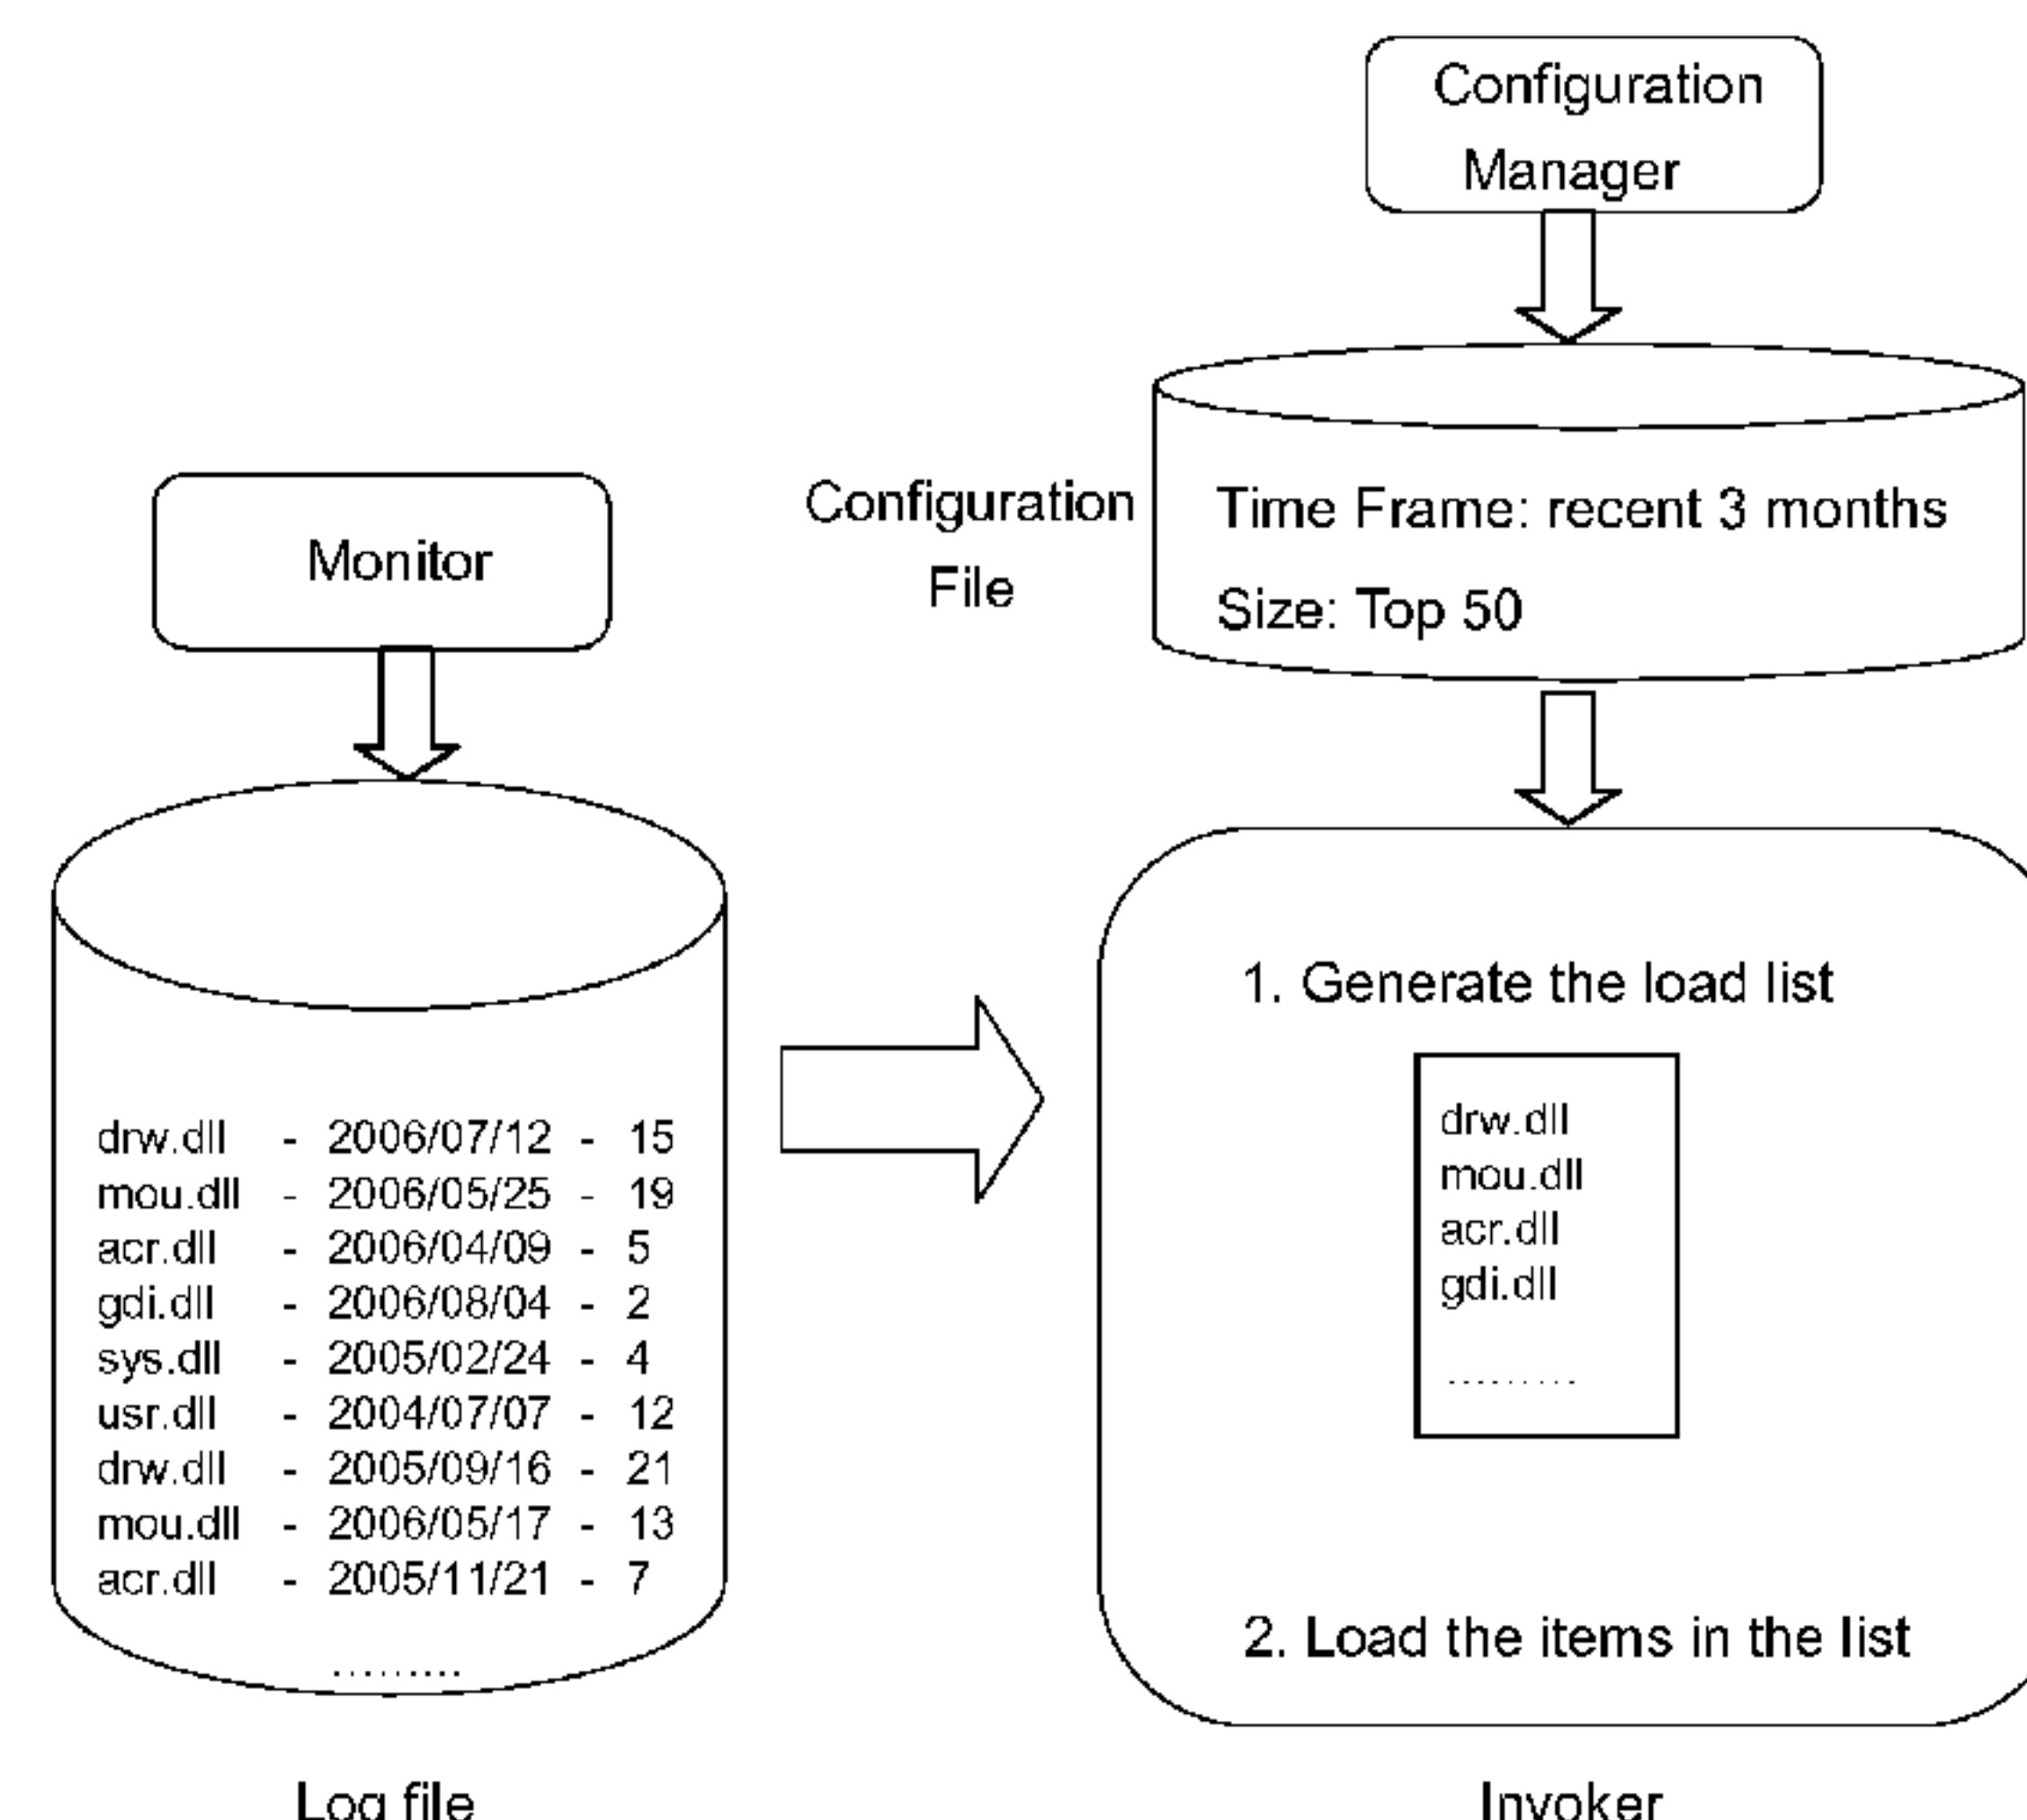 Configuration
Manager
Configuration
File
Time Frame: recent 3 months
Size: Top 50
Monitor
drw.dll - 2006/07/12 - 15
mou.dll - 2006/05/25 - 19
acr.dll - 2006/04/09 - 5
gdi.dll - 2006/08/04 - 2
sys.dll - 2005/02/24 - 4
usr.dll - 2004/07/07 - 12
drw.dll - 2005/09/16 - 21
mou.dll - 2006/05/17 - 13
acr.dll - 2005/11/21 - 7
.........
Log file
1. Generate the load list
drw.dll
mou.dll
acr.dll
gdi.dll
.........
2. Load the items in the list
Invoker